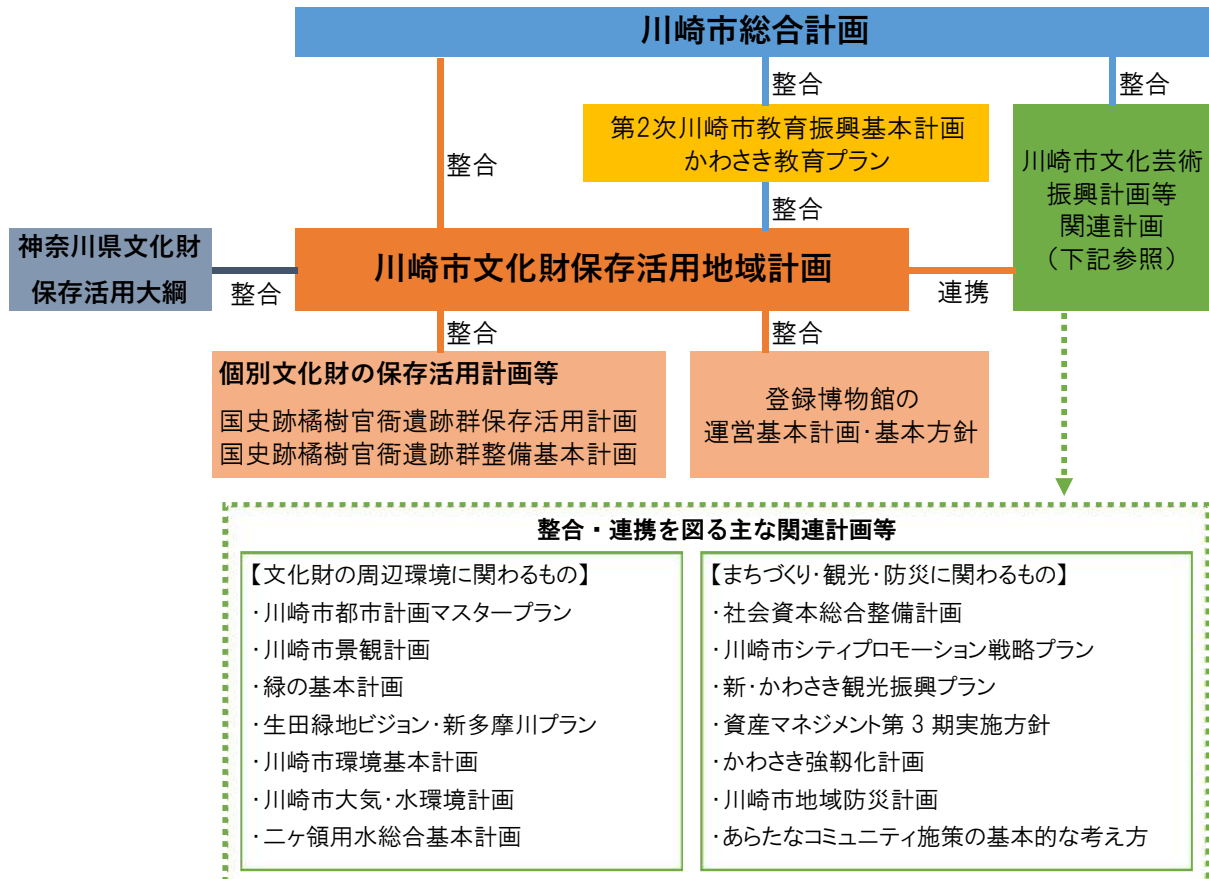 川崎市総合計画
整合
整合
整合
第2次川崎市教育振興基本計画
かわさき教育プラン
整合
川崎市文化芸術
振興計画等
関連計画
（下記参照）
神奈川県文化財
保存活用大綱
整合
川崎市文化財保存活用地域計画
連携
整合
整合
個別文化財の保存活用計画等
国史跡橘樹官衙遺跡群保存活用計画
国史跡橘樹官衙遺跡群整備基本計画
登録博物館の
運営基本計画・基本方針
整合・連携を図る主な関連計画等
【文化財の周辺環境に関わるもの】
・川崎市都市計画マスタープラン
・川崎市景観計画
・緑の基本計画
・生田緑地ビジョン・新多摩川プラン
・川崎市環境基本計画
・川崎市大気・水環境計画
・二ヶ領用水総合基本計画
【まちづくり・観光・防災に関わるもの】
・社会資本総合整備計画
・川崎市シティプロモーション戦略プラン
・新・かわさき観光振興プラン
・資産マネジメント第 3 期実施方針
・かわさき強靱化計画
・川崎市地域防災計画
・あらたなコミュニティ施策の基本的な考え方